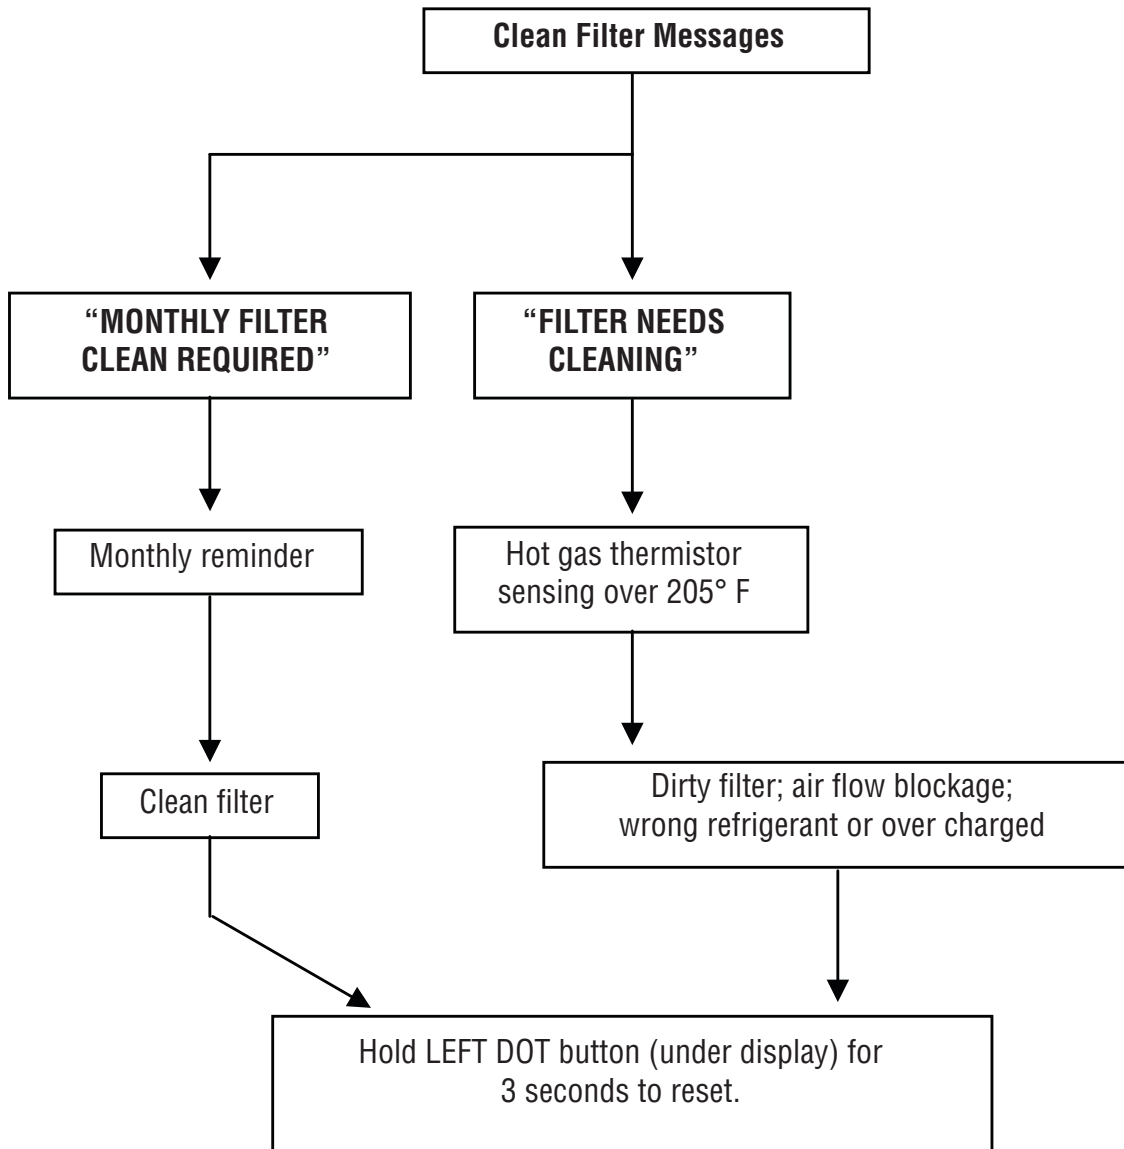 Clean Filter Messages
“MONTHLY FILTER
CLEAN REQUIRED”
“FILTER NEEDS
CLEANING”
Monthly reminder
Hot gas thermistor
sensing over 205° F
Clean filter
Dirty filter; air flow blockage;
wrong refrigerant or over charged
Hold LEFT DOT button (under display) for
3 seconds to reset.